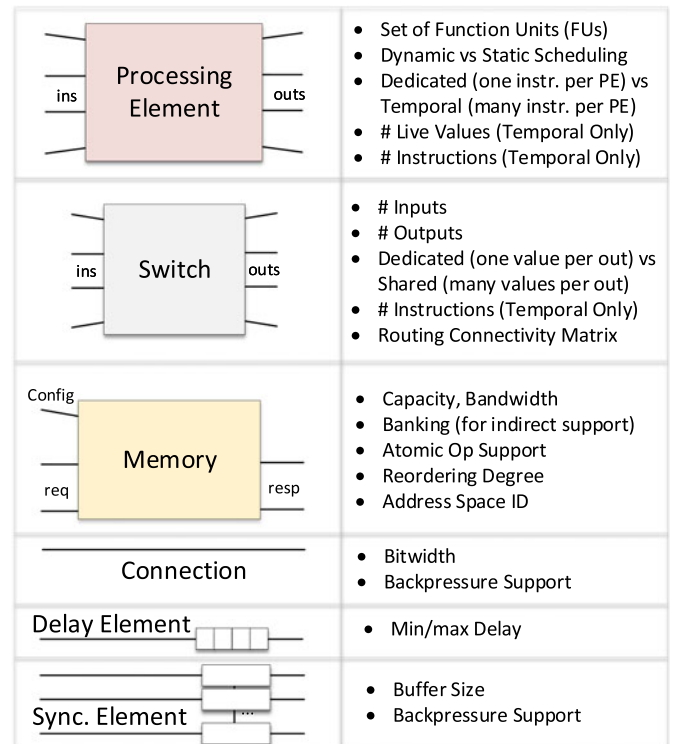 Processing
Element
ins
outs
• Set of Function Units (FUs)
• Dynamic vs Static Scheduling
• Dedicated (one instr. per PE) vs
Temporal (many instr. per PE)
• # Live Values (Temporal Only)
• # Instructions (Temporal Only)
ins
Switch
outs
• # Inputs
• # Outputs
• Dedicated (one value per out) vs
Shared (many values per out)
• # Instructions (Temporal Only)
• Routing Connectivity Matrix
Config
Memory
req
resp
• Capacity, Bandwidth
• Banking (for indirect support)
• Atomic Op Support
• Reordering Degree
• Address Space ID
Connection
• Bitwidth
• Backpressure Support
Delay Element
• Min/max Delay
Sync. Element
...
• Buffer Size
• Backpressure Support